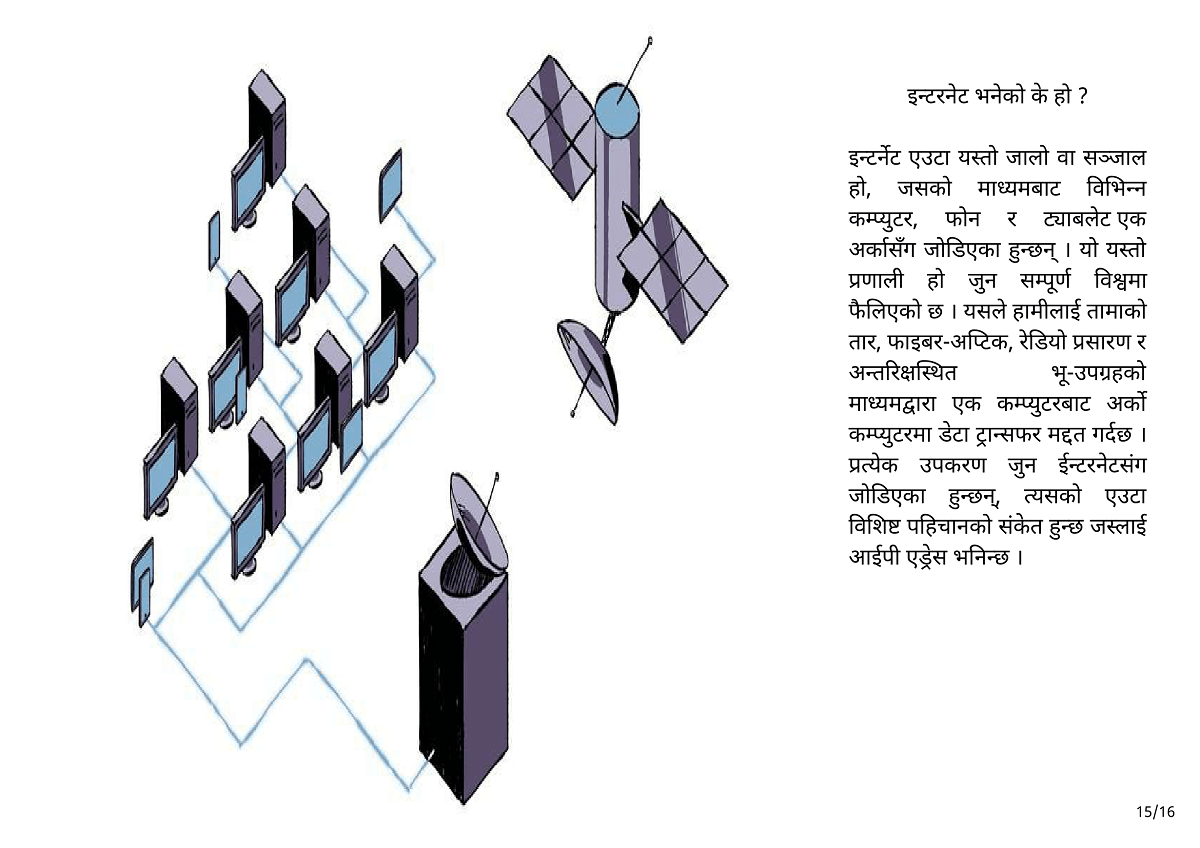 इन्टरनेट भनेको के हो ?
इन्टर्नेट एउटा यस्तो जालो वा सञ्जाल
हो, जसको माध्यमबाट विभिन्न
कम्प्युटर, फोन र ट्याबलेट एक
अर्कासँग जोडिएका हुन्छन् । यो यस्तो
प्रणाली हो जुन सम्पूर्ण विश्वमा
फैलिएको छ । यसले हामीलाई तामाको
तार, फाइबर-अप्टिक, रेडियो प्रसारण र
अन्तरिक्षस्थित भू-उपग्रहको
माध्यमद्वारा एक कम्प्युटरबाट अर्को
कम्प्युटरमा डेटा ट्रान्सफर मद्दत गर्दछ ।
प्रत्येक उपकरण जुन ईन्टरनेटसंग
जोडिएका हुन्छन्, त्यसको एउटा
विशिष्ट पहिचानको संकेत हुन्छ जस्लाई
आईपी एड्रेस भनिन्छ ।
15/16